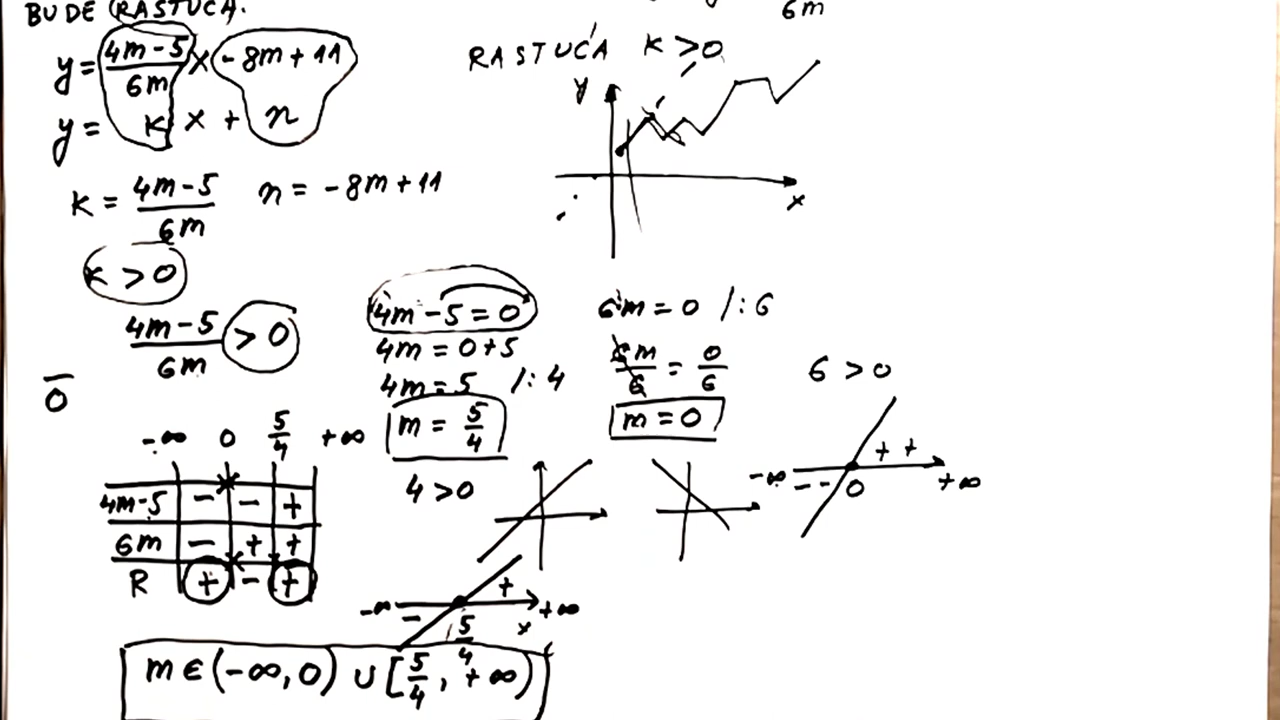 BUDE (RASTUĆA.
6m
y = 4m-5/6m x -8m+11
RASTUĆA k > 0
y = k x + n
y
x
k = 4m-5/6m n = -8m+11
k > 0
4m-5/6m > 0
4m-5=0
4m = 0+5
4m = 5 /:4
m = 5/4
4>0
6m = 0 /:6
6m/6 = 0/6
m = 0
6 > 0
0
-∞ 0 5/4 +∞
4m-5 - - +
6m - + +
R + - +
-∞ - - 0 + + +∞
-∞ - 5/4 + x +∞
m ∈ (-∞, 0) ∪ [5/4, +∞)